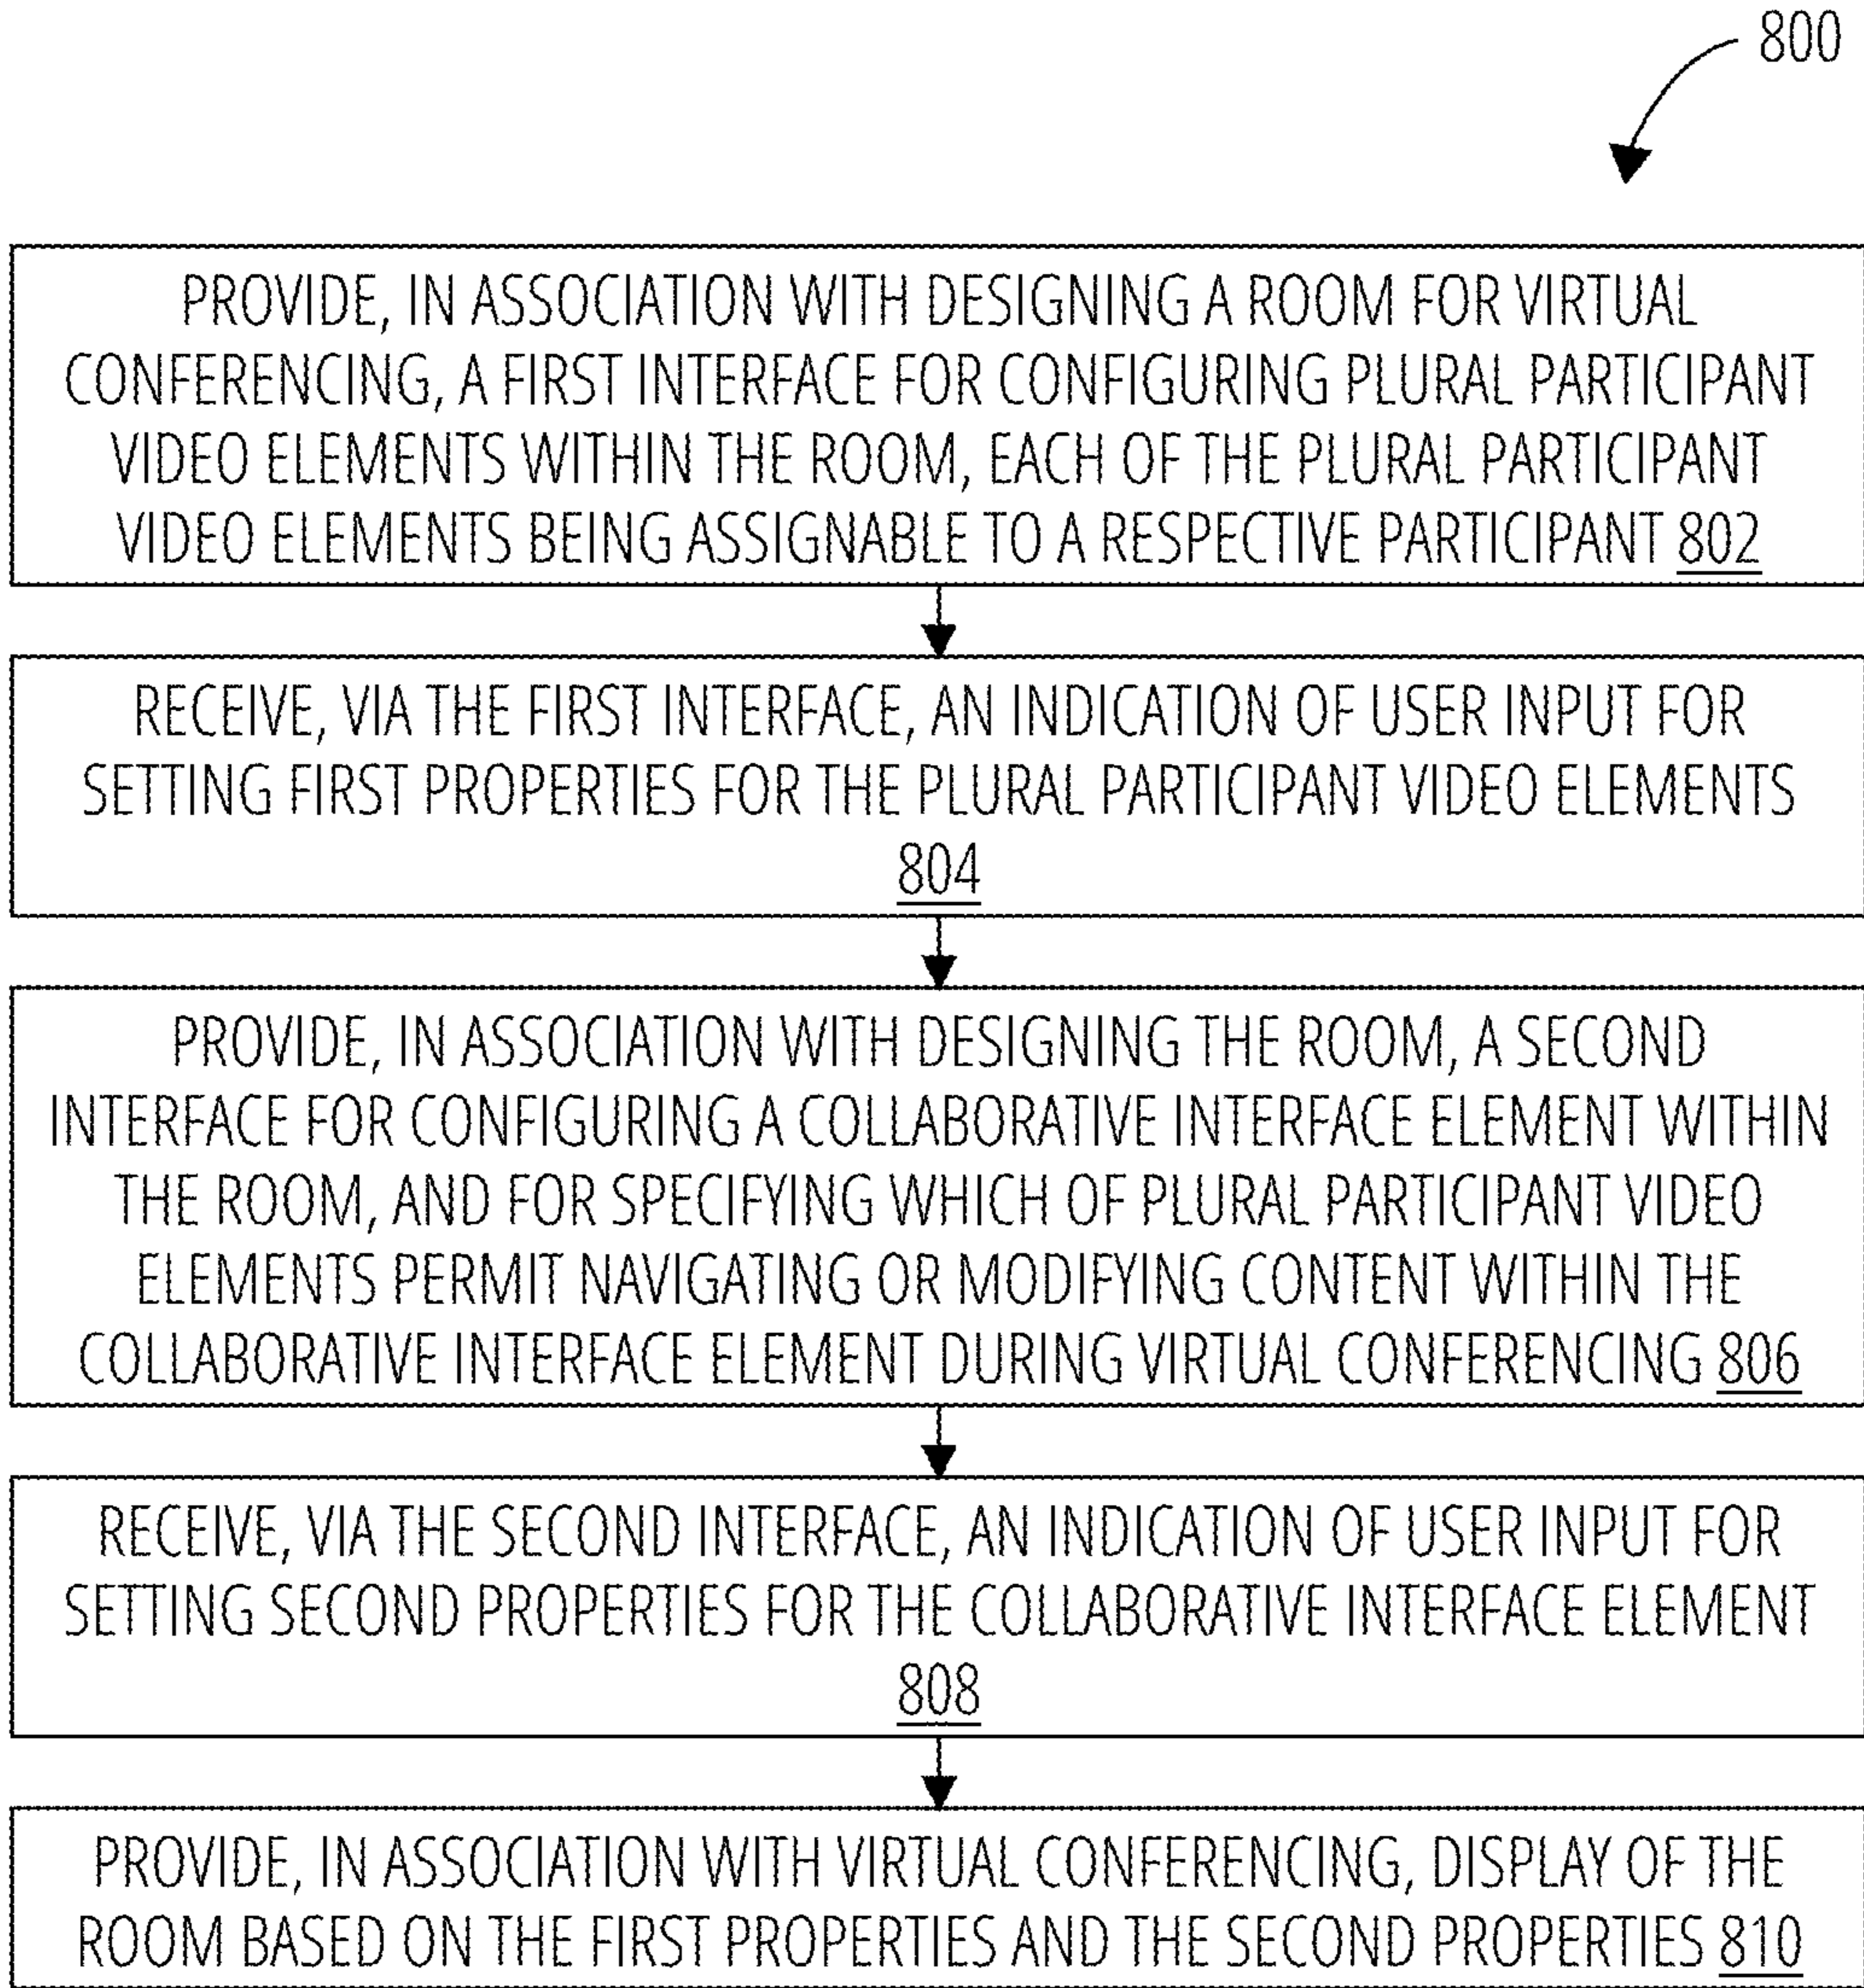 800
PROVIDE, IN ASSOCIATION WITH DESIGNING A ROOM FOR VIRTUAL
CONFERENCING, A FIRST INTERFACE FOR CONFIGURING PLURAL PARTICIPANT
VIDEO ELEMENTS WITHIN THE ROOM, EACH OF THE PLURAL PARTICIPANT
VIDEO ELEMENTS BEING ASSIGNABLE TO A RESPECTIVE PARTICIPANT 802
RECEIVE, VIA THE FIRST INTERFACE, AN INDICATION OF USER INPUT FOR
SETTING FIRST PROPERTIES FOR THE PLURAL PARTICIPANT VIDEO ELEMENTS
804
PROVIDE, IN ASSOCIATION WITH DESIGNING THE ROOM, A SECOND
INTERFACE FOR CONFIGURING A COLLABORATIVE INTERFACE ELEMENT WITHIN
THE ROOM, AND FOR SPECIFYING WHICH OF PLURAL PARTICIPANT VIDEO
ELEMENTS PERMIT NAVIGATING OR MODIFYING CONTENT WITHIN THE
COLLABORATIVE INTERFACE ELEMENT DURING VIRTUAL CONFERENCING 806
RECEIVE, VIA THE SECOND INTERFACE, AN INDICATION OF USER INPUT FOR
SETTING SECOND PROPERTIES FOR THE COLLABORATIVE INTERFACE ELEMENT
808
PROVIDE, IN ASSOCIATION WITH VIRTUAL CONFERENCING, DISPLAY OF THE
ROOM BASED ON THE FIRST PROPERTIES AND THE SECOND PROPERTIES 810